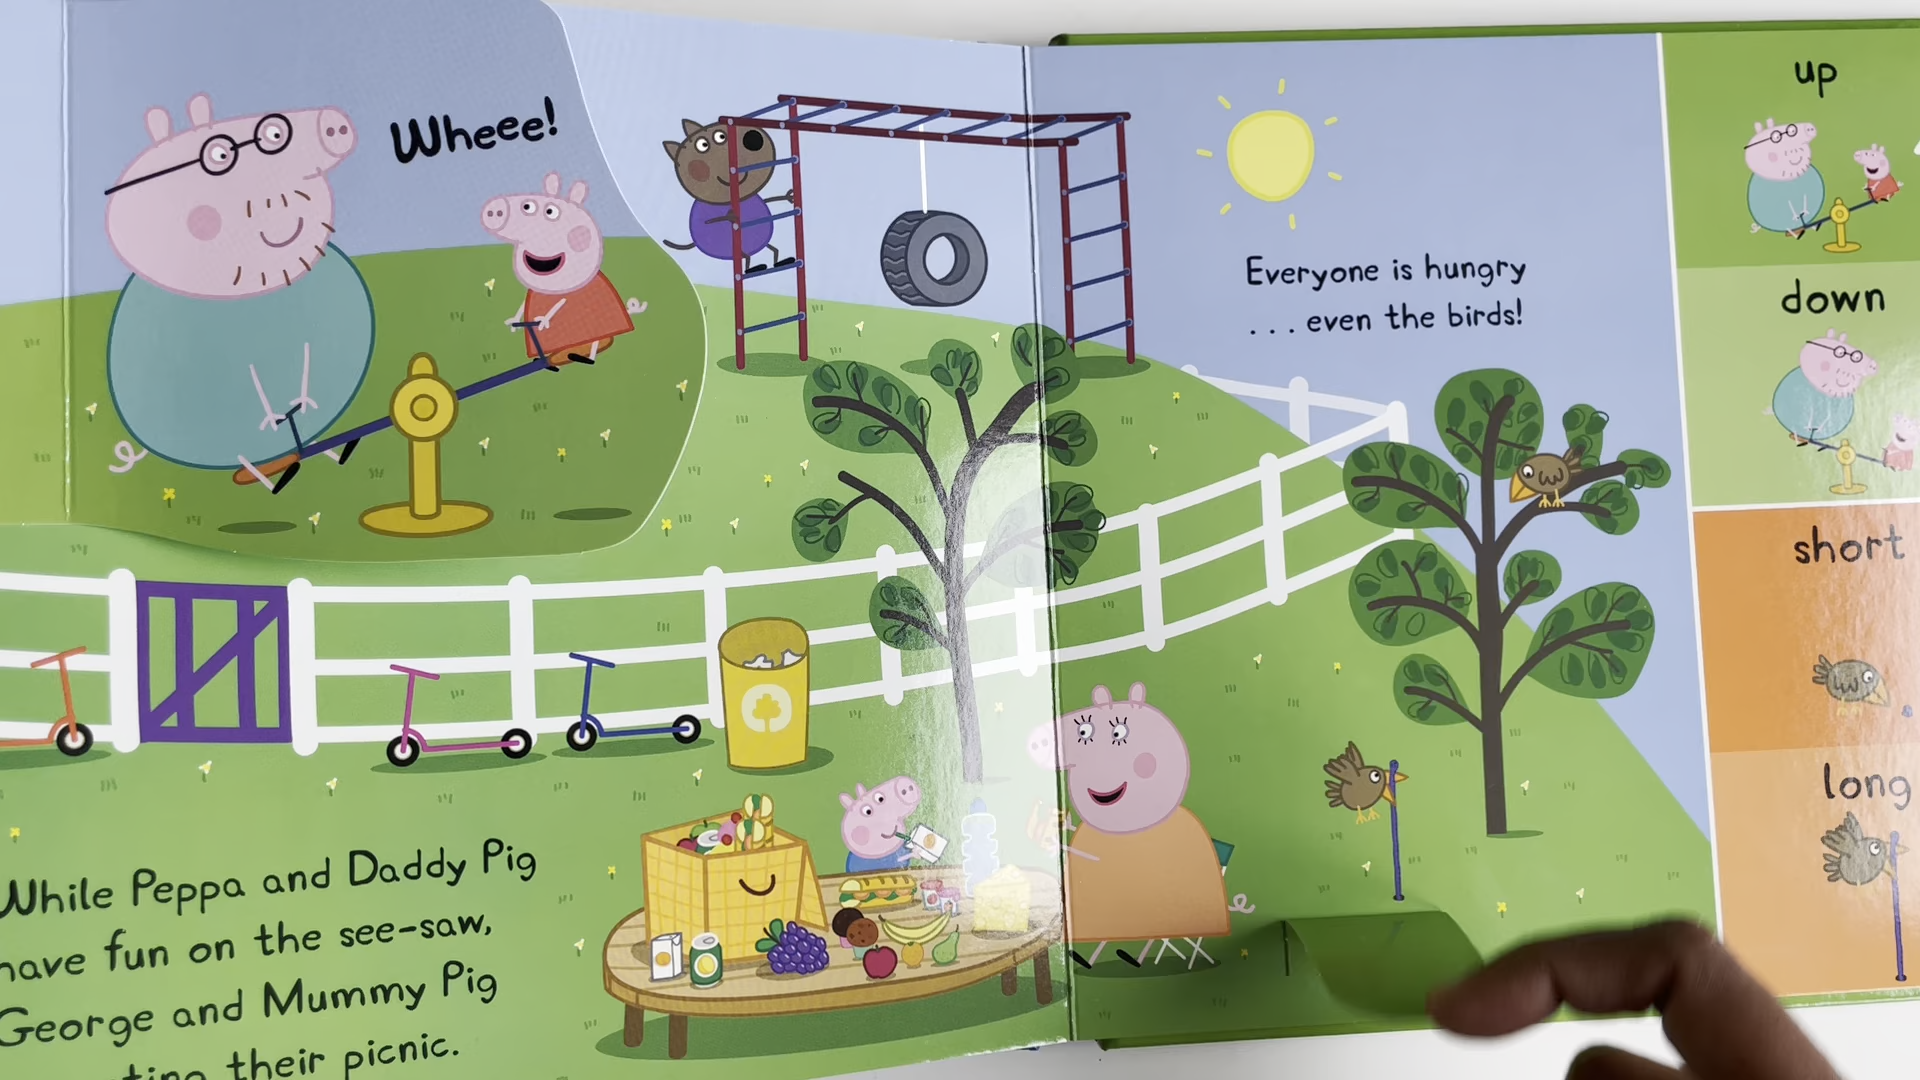 Wheee!
While Peppa and Daddy Pig
have fun on the see-saw,
George and Mummy Pig
their picnic.
Everyone is hungry
. . . even the birds!
up
down
short
long